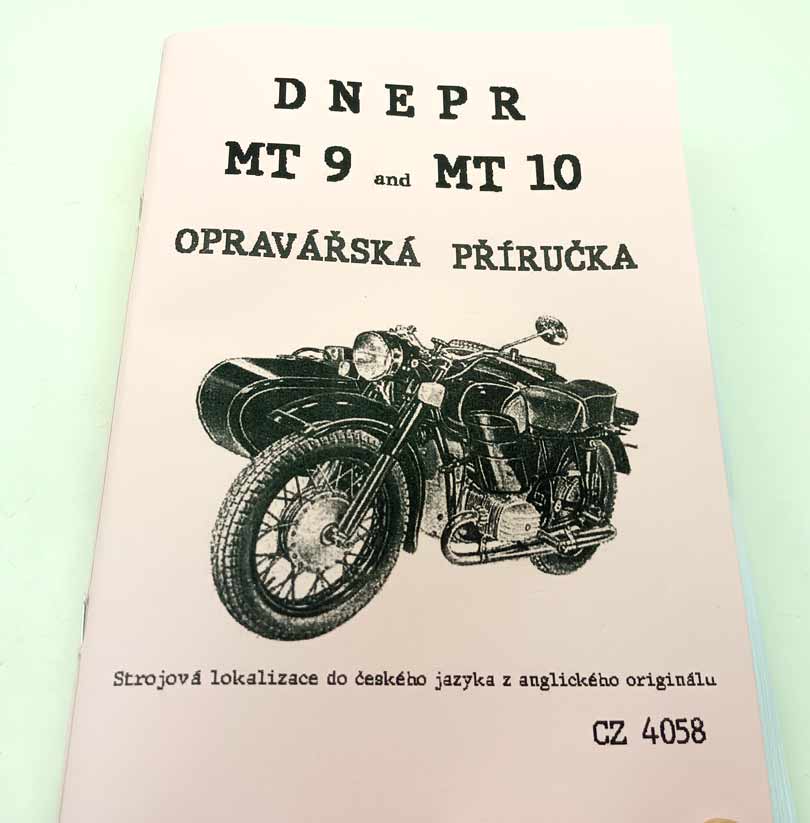 DNEPR
MT 9 and MT 10
OPRAVÁŘSKÁ PŘÍRUČKA
Strojová lokalizace do českého jazyka z anglického originálu
CZ 4058